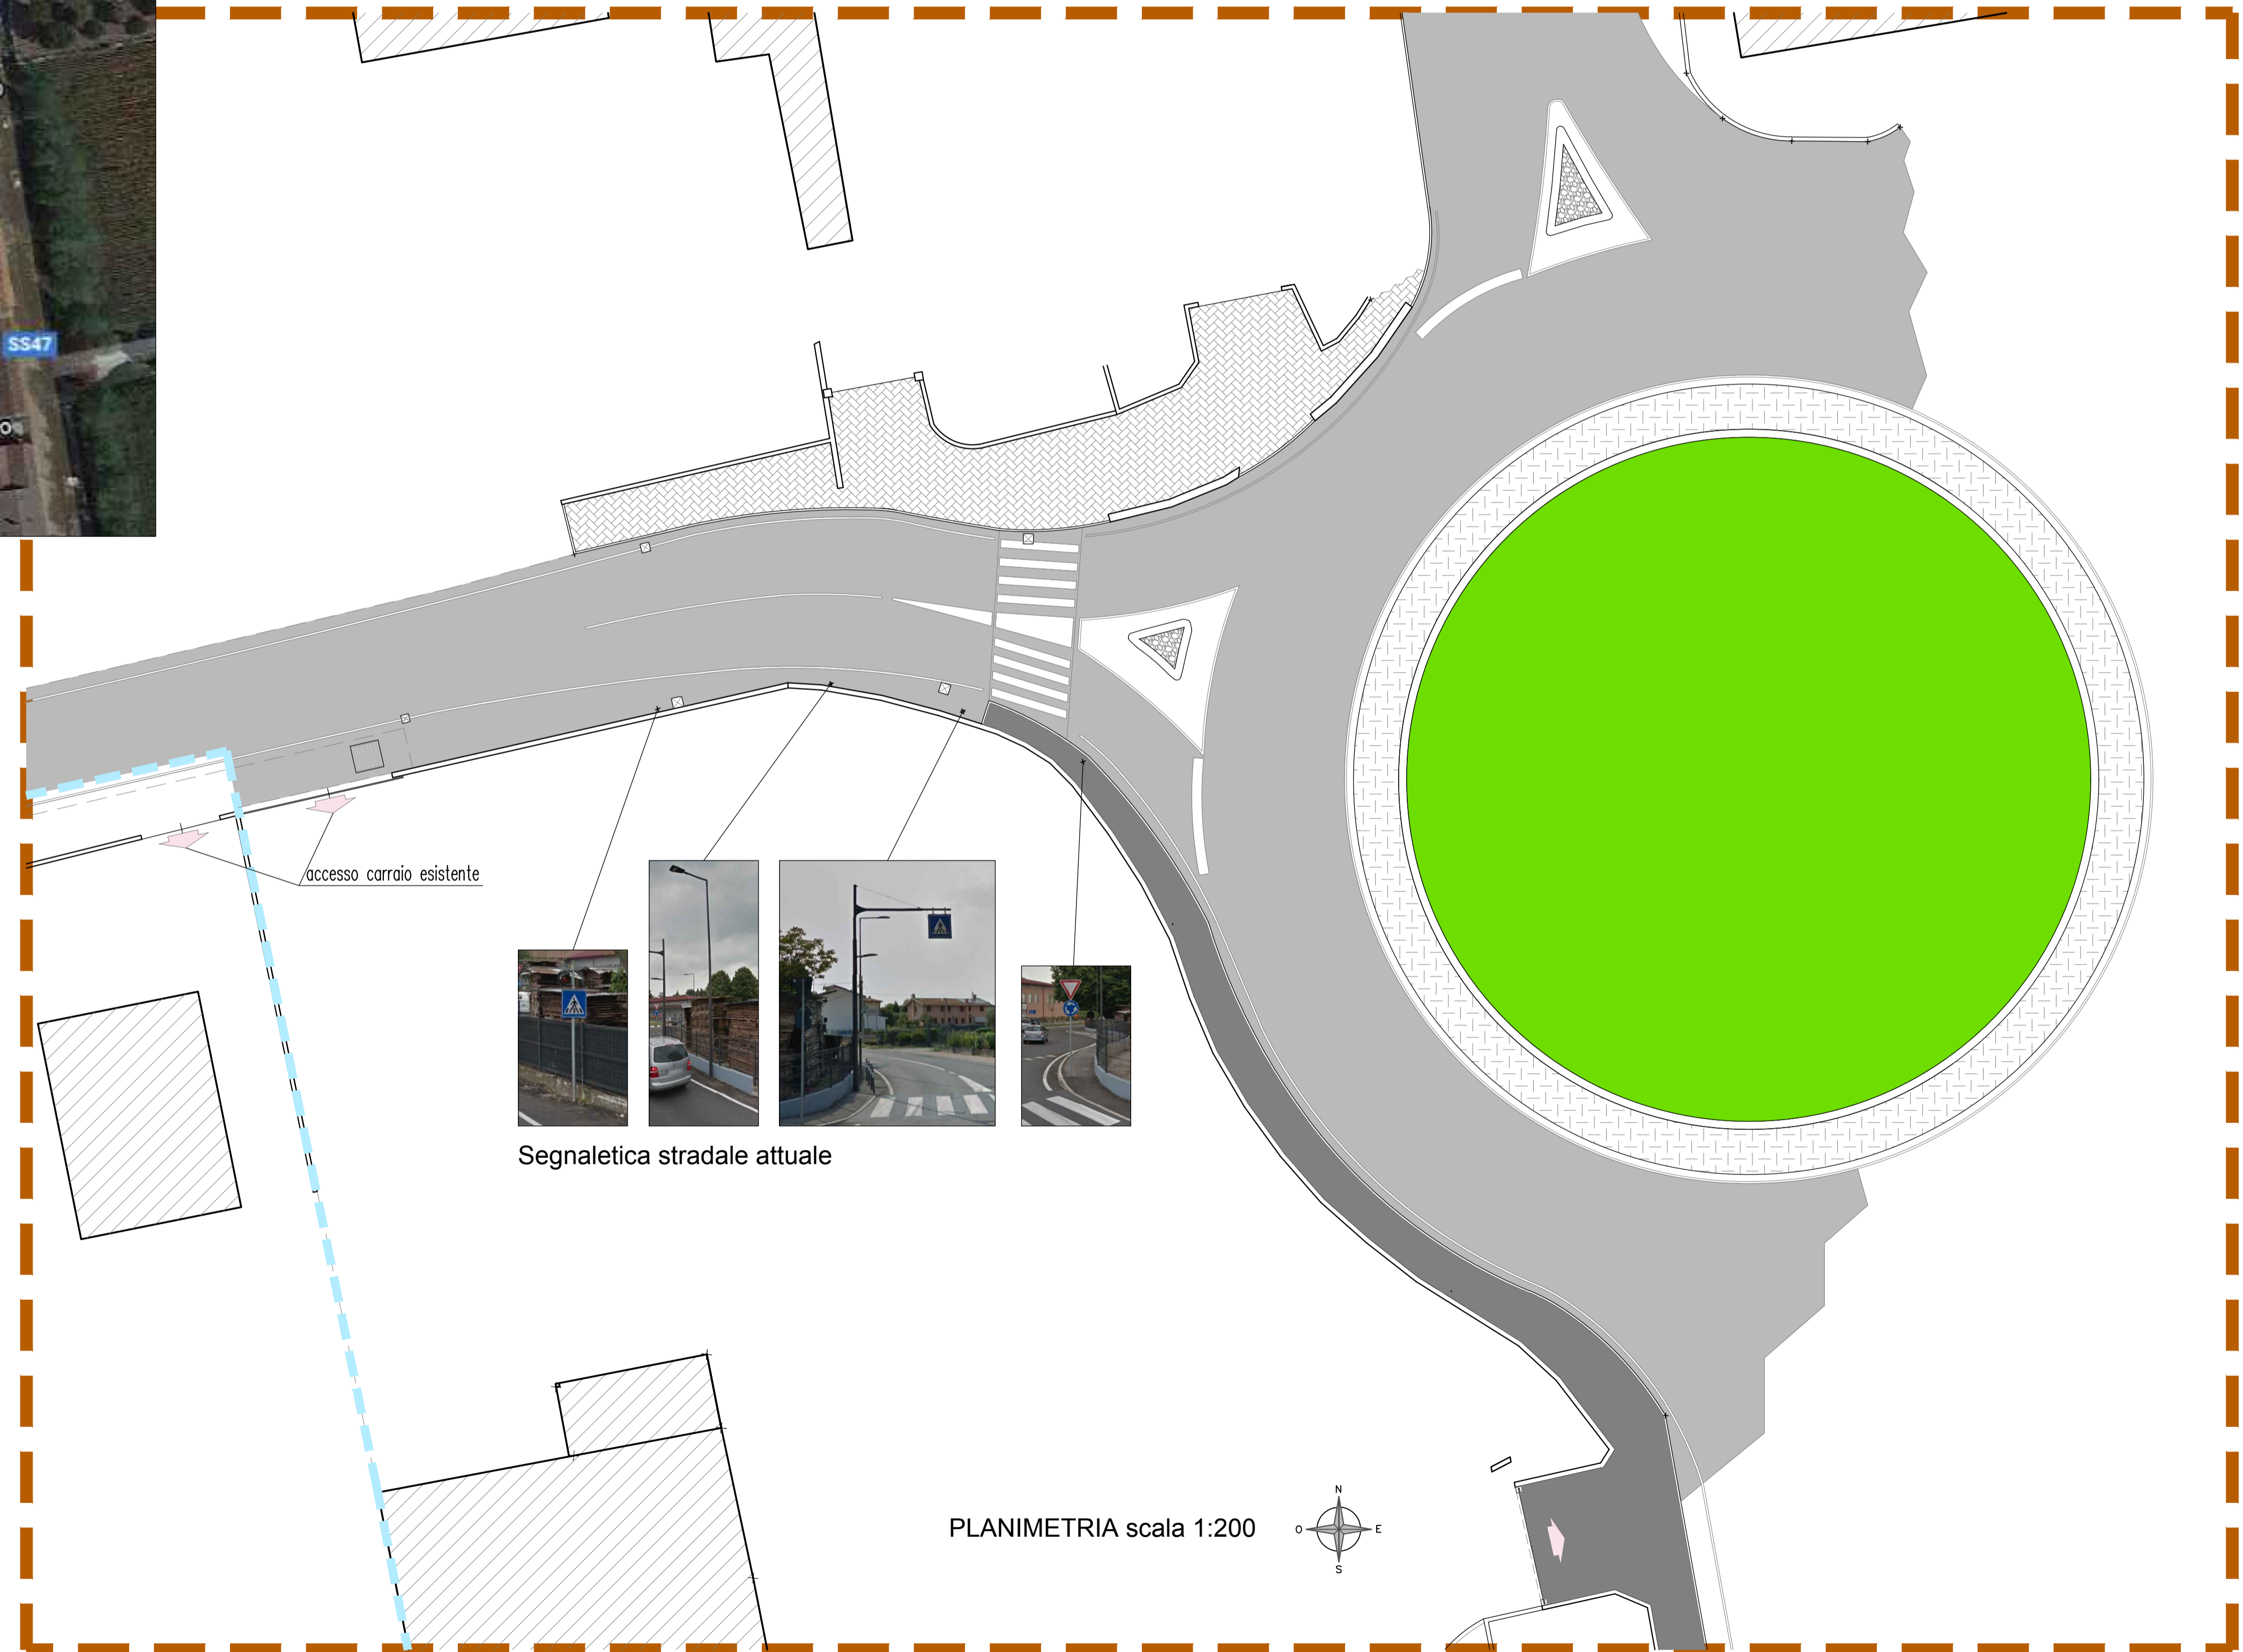 SS47
accesso carraio esistente
Segnaletica stradale attuale
PLANIMETRIA scala 1:200
N
O
E
S